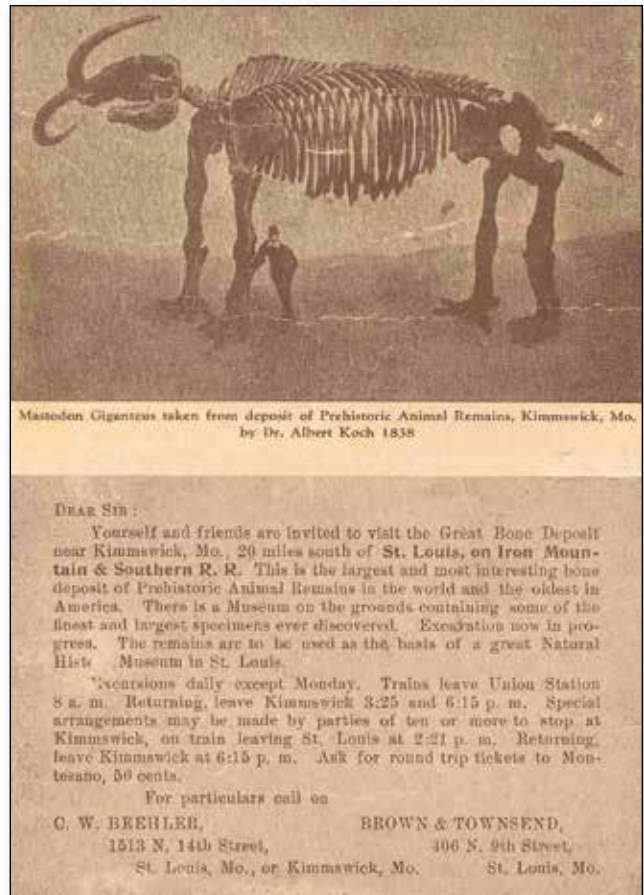 Mastodon Giganteus taken from deposit of Prehistoric Animal Remains, Kimmswick, Mo.
by Dr. Albert Koch 1838
DEAR SIR:
Yourself and friends are invited to visit the Great Bone Deposit
near Kimmswick, Mo., 20 miles south of St. Louis, on Iron Moun-
tain & Southern R. R. This is the largest and most interesting bone
deposit of Prehistoric Animal Remains in the world and the oldest in
America. There is a Museum on the grounds containing some of the
finest and largest specimens ever discovered. Excavation now in pro-
gress. The remains are to be used as the basis of a great Natural
Museum in St. Louis.
Excursions daily except Monday. Trains leave Union Station
8 a. m. Returning, leave Kimmswick 3:25 and 6:15 p. m. Special
arrangements may be made by parties of ten or more to stop at
Kimmswick, on train leaving St. Louis at 2:21 p. m. Returning,
leave Kimmswick at 6:15 p. m. Ask for round trip tickets to Mon-
tesano, 50 cents.
For particulars call on
C. W. BEEHLER, BROWN & TOWNSEND,
1513 N. 14th Street, 406 N. 9th Street,
St. Louis, Mo., or Kimmswick, Mo. St. Louis, Mo.